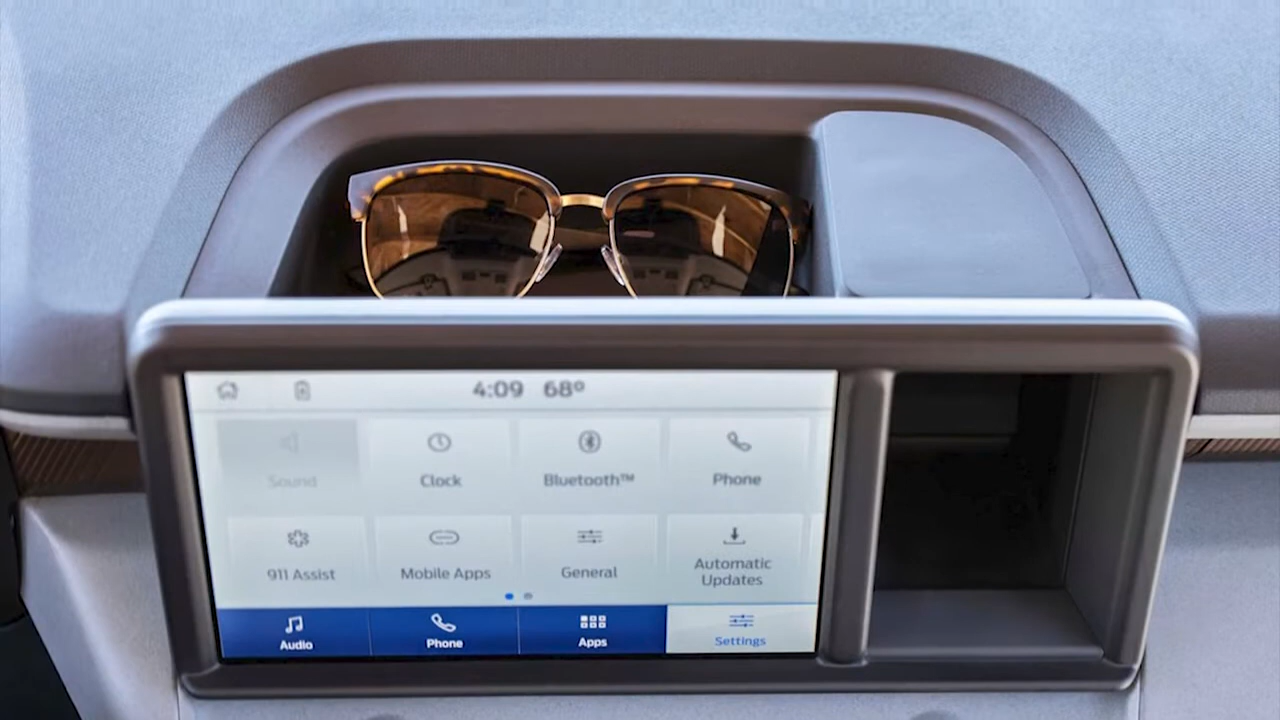 4:09 68°
Sound
Clock
Bluetooth™
Phone
911 Assist
Mobile Apps
General
Automatic
Updates
Audio
Phone
Apps
Settings